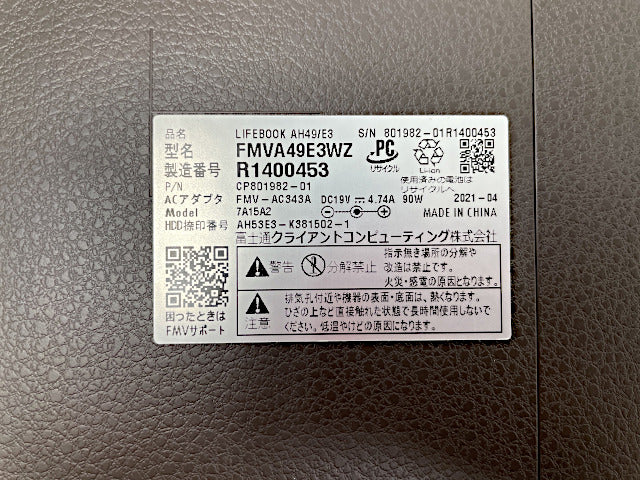 品名 LIFEBOOK AH49/E3 S/N 801982-01R1400453
型名 FMVA49E3WZ
製造番号 R1400453
PC
リサイクル
Li-ion
使用済みの電池は
リサイクルへ
P/N CP801982-01
ACアダプタ FMV-AC343A DC19V 4.74A 90W 2021-04
Model 7A15A2 MADE IN CHINA
HDD捺印番号 AH53E3-K381502-1
富士通クライアントコンピューティング株式会社
警告 分解禁止
指示無き場所の分解や
改造は禁止です。
火災・感電の原因となります。
注意
排気孔付近や機器の表面・底面は、熱くなります。
ひざの上など直接触れた状態で長時間使用しないで
ください。低温やけどの原因になります。
困ったときは
FMVサポート